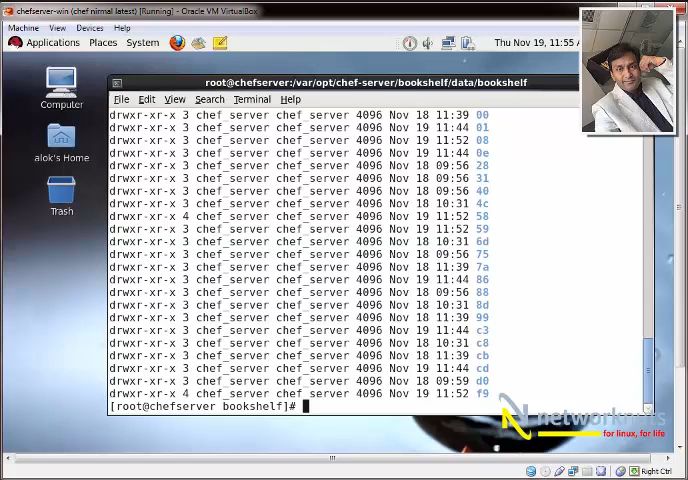 chefserver-win (chef nirmal latest) [Running] - Oracle VM VirtualBox
Machine View Devices Help
Applications Places System Thu Nov 19, 11:55
root@chefserver:/var/opt/chef-server/bookshelf/data/bookshelf
File Edit View Search Terminal Help
Computer
alok's Home
Trash
drwxr-xr-x 3 chef_server chef_server 4096 Nov 18 11:39 00
drwxr-xr-x 3 chef_server chef_server 4096 Nov 19 11:44 01
drwxr-xr-x 3 chef_server chef_server 4096 Nov 19 11:52 08
drwxr-xr-x 3 chef_server chef_server 4096 Nov 19 11:44 0e
drwxr-xr-x 3 chef_server chef_server 4096 Nov 18 09:56 28
drwxr-xr-x 3 chef_server chef_server 4096 Nov 18 09:56 31
drwxr-xr-x 3 chef_server chef_server 4096 Nov 18 09:56 40
drwxr-xr-x 3 chef_server chef_server 4096 Nov 18 10:31 4c
drwxr-xr-x 4 chef_server chef_server 4096 Nov 19 11:52 58
drwxr-xr-x 3 chef_server chef_server 4096 Nov 19 11:52 59
drwxr-xr-x 3 chef_server chef_server 4096 Nov 18 10:31 6d
drwxr-xr-x 3 chef_server chef_server 4096 Nov 18 09:56 75
drwxr-xr-x 3 chef_server chef_server 4096 Nov 18 11:39 7a
drwxr-xr-x 3 chef_server chef_server 4096 Nov 19 11:44 86
drwxr-xr-x 3 chef_server chef_server 4096 Nov 18 09:56 88
drwxr-xr-x 3 chef_server chef_server 4096 Nov 18 10:31 8d
drwxr-xr-x 3 chef_server chef_server 4096 Nov 18 11:39 99
drwxr-xr-x 3 chef_server chef_server 4096 Nov 19 11:44 c3
drwxr-xr-x 3 chef_server chef_server 4096 Nov 18 10:31 c8
drwxr-xr-x 3 chef_server chef_server 4096 Nov 18 11:39 cb
drwxr-xr-x 3 chef_server chef_server 4096 Nov 19 11:44 cd
drwxr-xr-x 3 chef_server chef_server 4096 Nov 18 09:59 d0
drwxr-xr-x 4 chef_server chef_server 4096 Nov 19 11:52 f9
[root@chefserver bookshelf]#
networknuts
for linux, for life
Right Ctrl